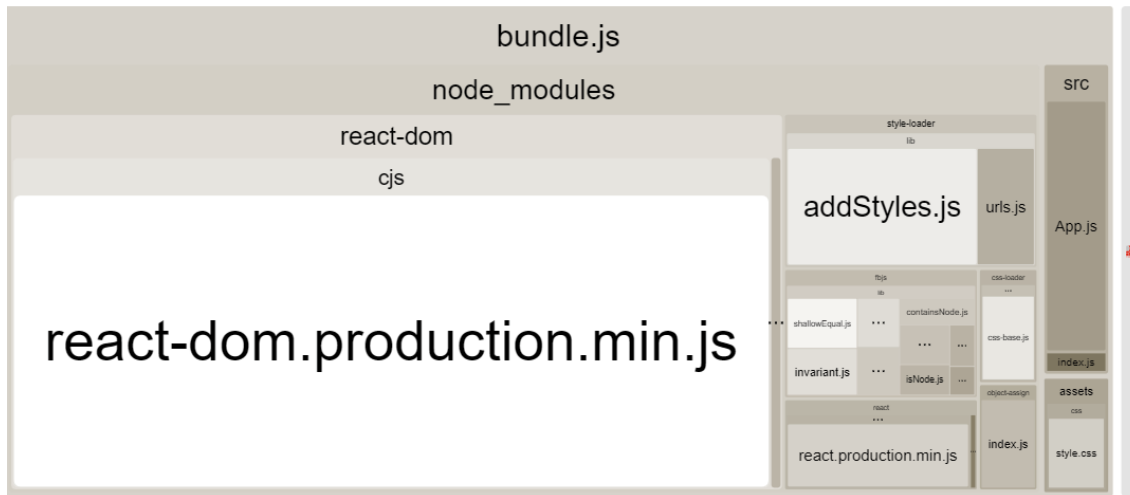 bundle.js
node_modules
react-dom
cjs
react-dom.production.min.js
...
style-loader
lib
addStyles.js
urls.js
fbjs
lib
shallowEqual.js
...
containsNode.js
...
...
invariant.js
...
isNode.js
...
css-loader
...
css-base.js
react
...
react.production.min.js
...
object-assign
index.js
src
App.js
index.js
assets
css
style.css